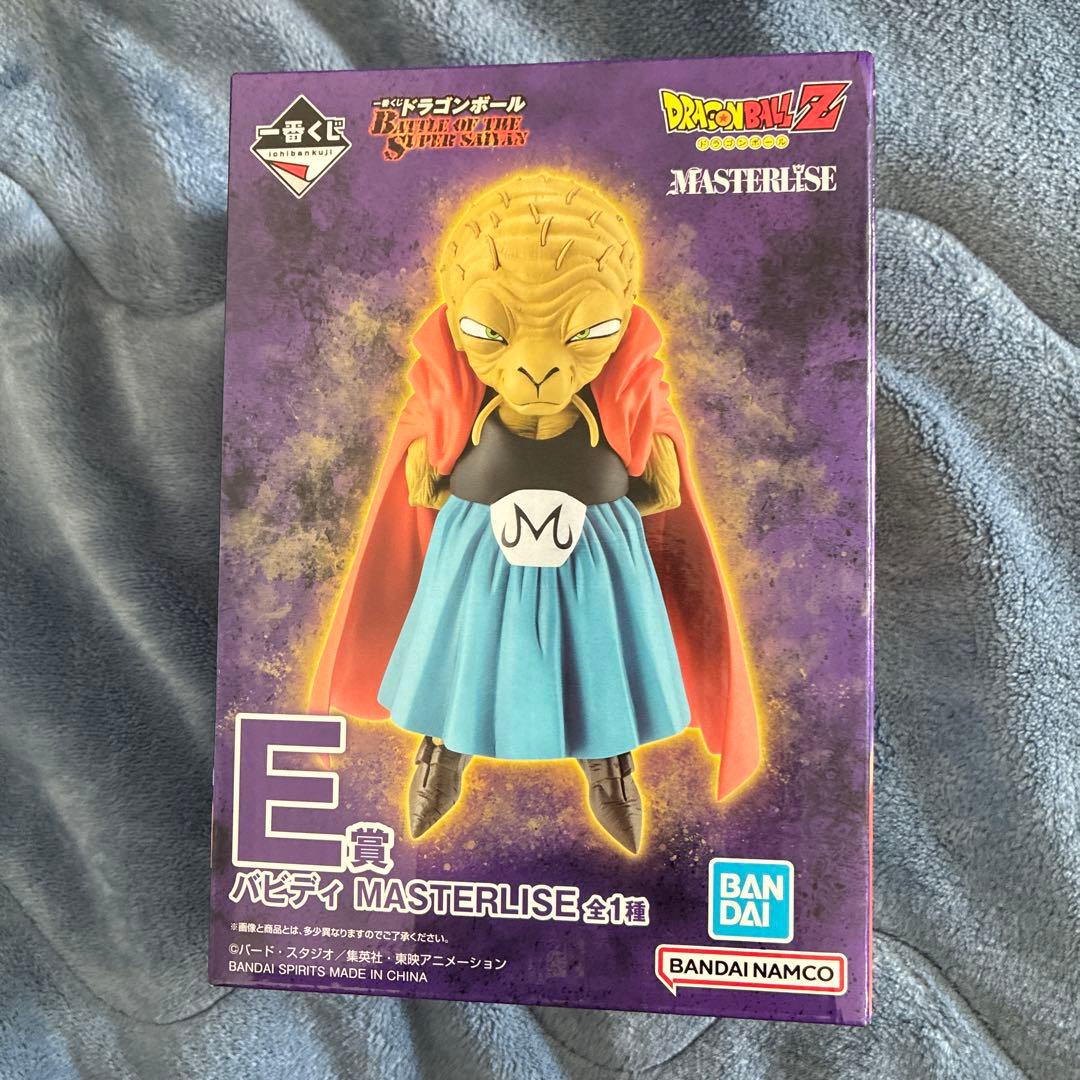 一番くじ
ichibankuji
一番くじ ドラゴンボール
BATTLE OF THE
SUPER SAIYAN
DRAGONBALL Z
ドラゴンボール
MASTERLISE
M
E賞
バビディ MASTERLISE 全1種
※画像と商品とは、多少異なりますのでご了承ください。
©バード・スタジオ／集英社・東映アニメーション
BANDAI SPIRITS MADE IN CHINA
BAN
DAI
BANDAI NAMCO